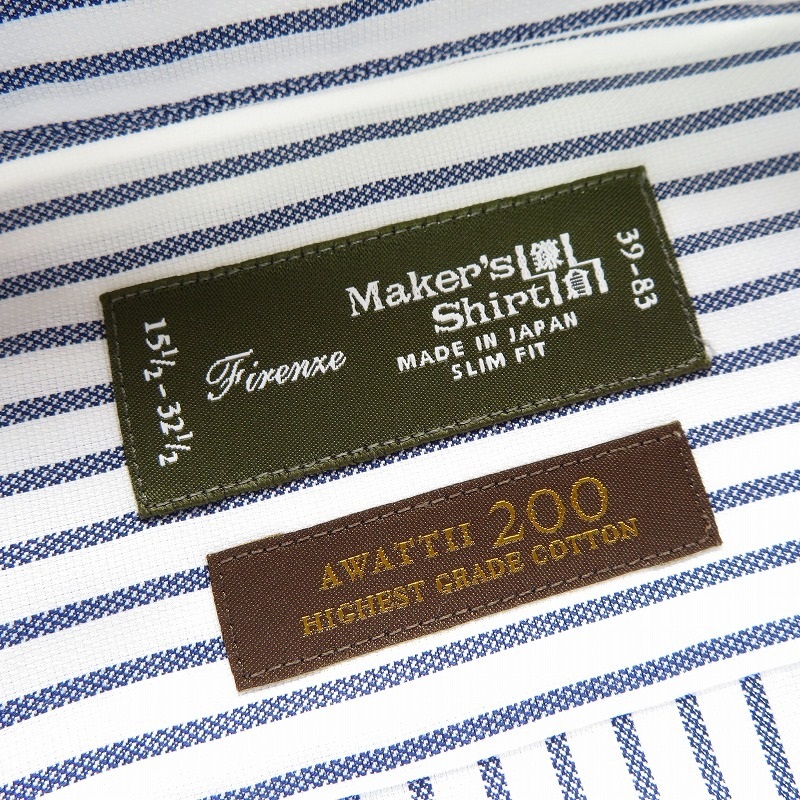 15½-32½
Firenze
Maker's 鎌
Shirt 倉
MADE IN JAPAN
SLIM FIT
39-83
AWAFTII 200
HIGHEST GRADE COTTON